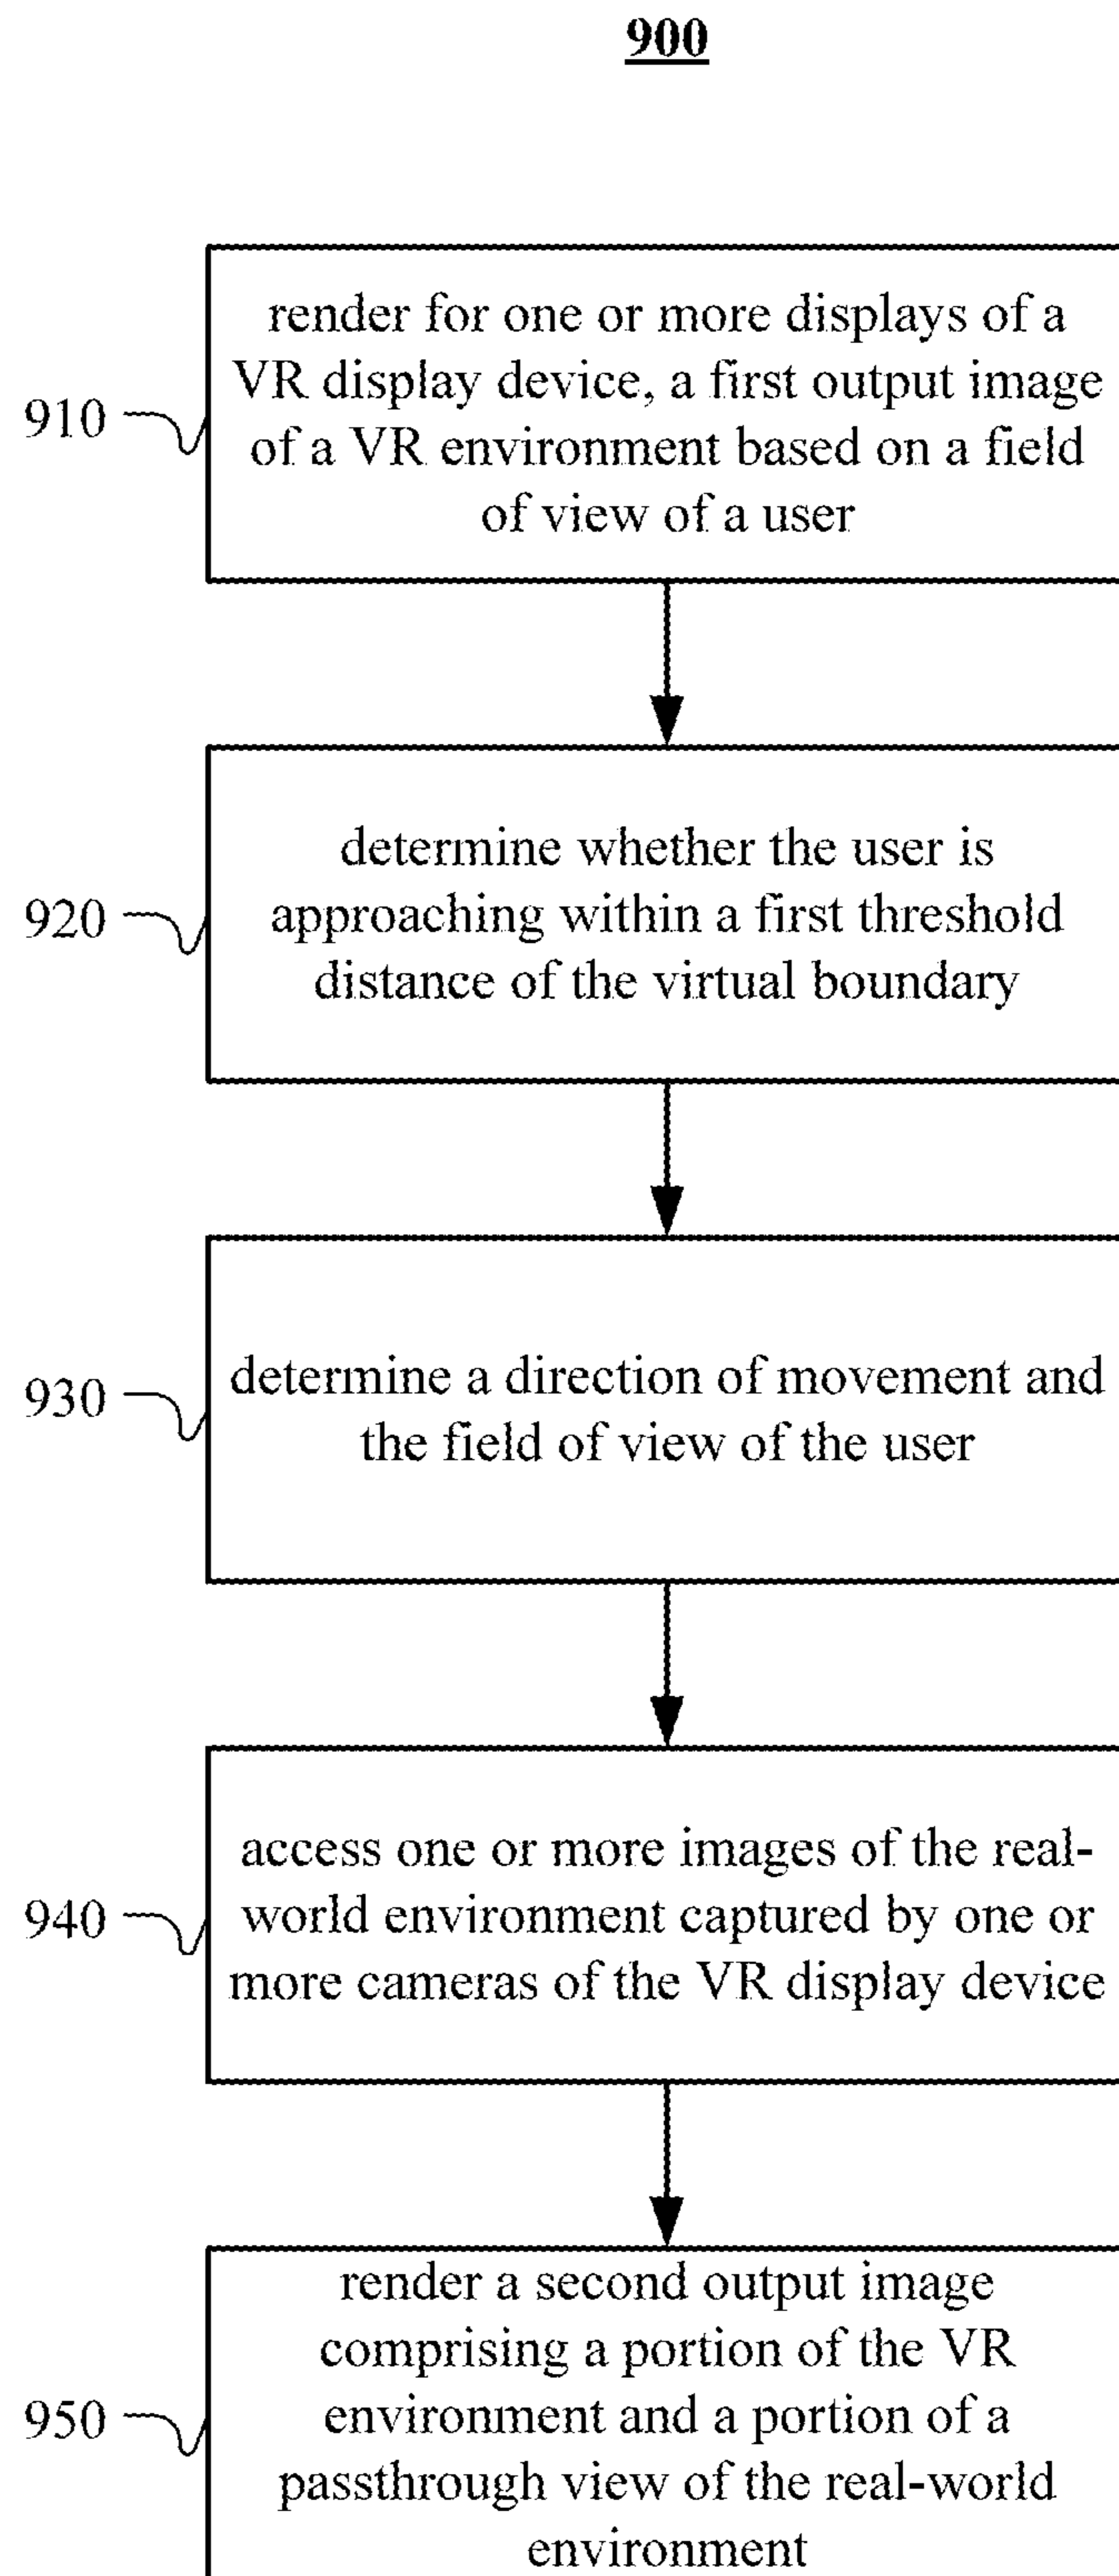 900
render for one or more displays of a
VR display device, a first output image
of a VR environment based on a field
of view of a user
910
determine whether the user is
approaching within a first threshold
distance of the virtual boundary
920
determine a direction of movement and
the field of view of the user
930
access one or more images of the real-
world environment captured by one or
more cameras of the VR display device
940
render a second output image
comprising a portion of the VR
environment and a portion of a
passthrough view of the real-world
environment
950